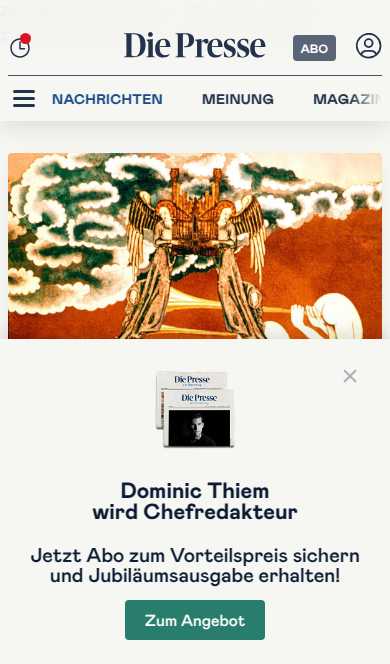 Die Presse
ABO
NACHRICHTEN MEINUNG MAGAZIN
Die Presse
Die Presse
Dominic Thiem
wird Chefredakteur
Jetzt Abo zum Vorteilspreis sichern
und Jubiläumsausgabe erhalten!
Zum Angebot